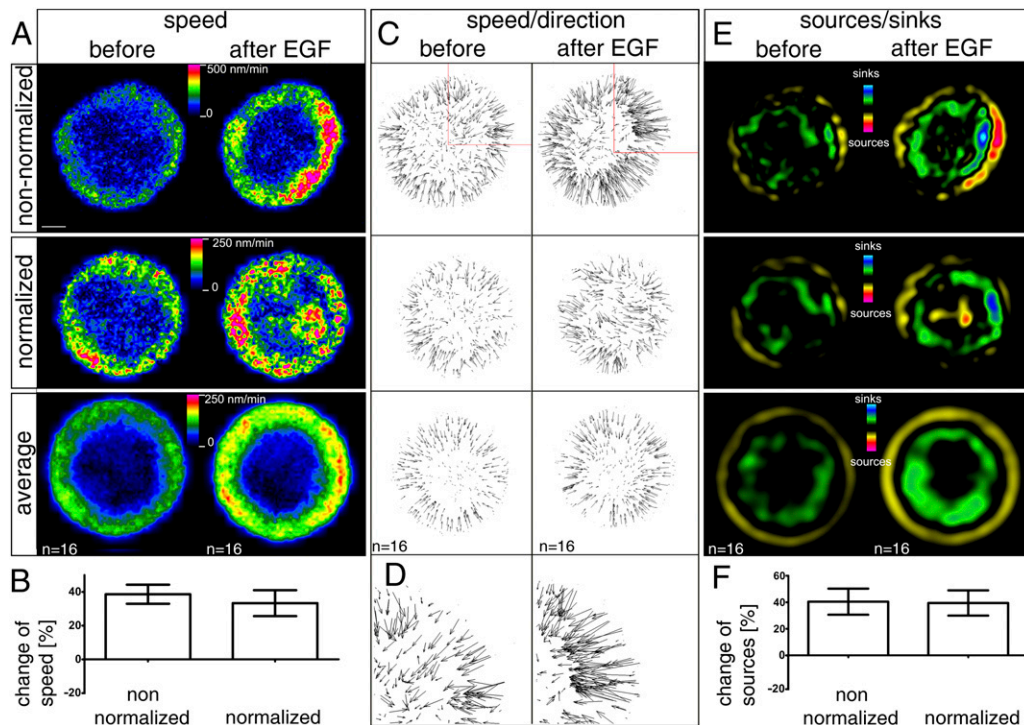 A speed
before after EGF
C speed/direction
before after EGF
E sources/sinks
before after EGF
non-normalized
500 nm/min
0
sinks
sources
normalized
250 nm/min
0
sinks
sources
average
250 nm/min
0
n=16 n=16
n=16 n=16
sinks
sources
n=16 n=16
B
change of
speed [%]
40
0
-20
non
normalized normalized
D
F
change of
sources [%]
60
40
20
0
-20
non
normalized normalized